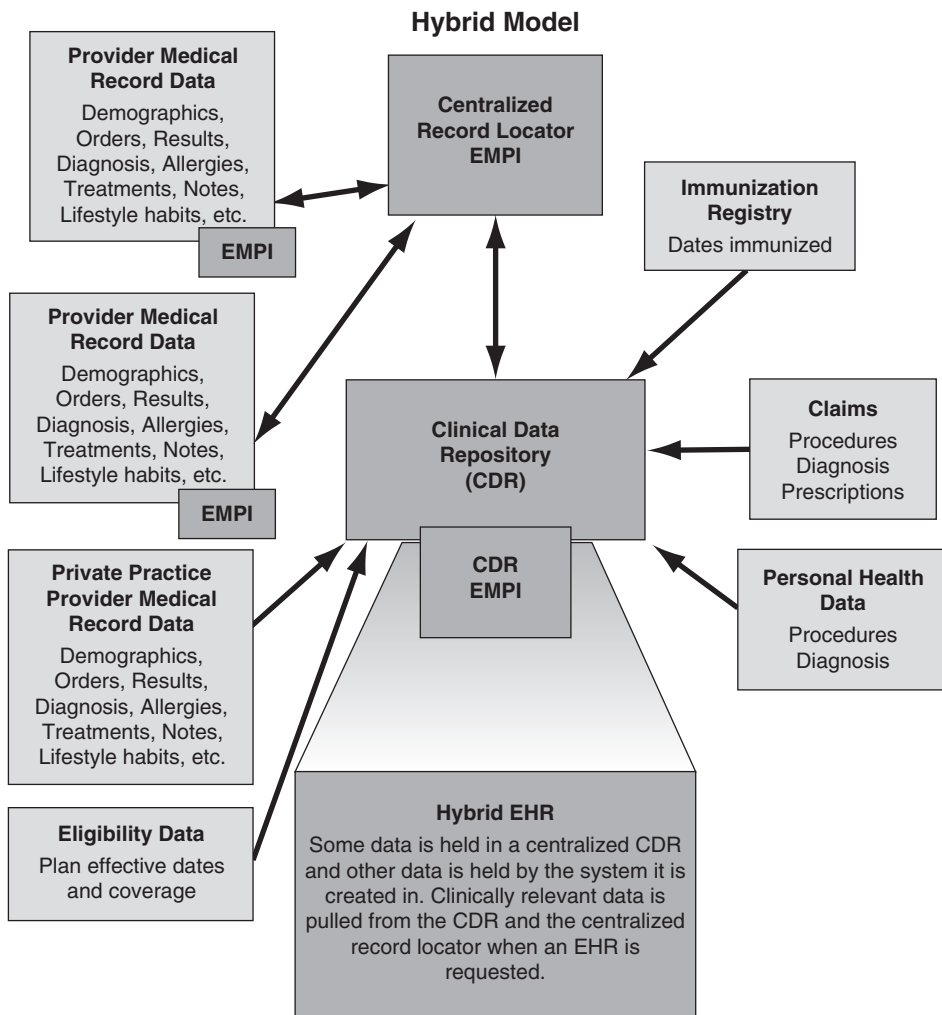 Hybrid Model
Provider Medical
Record Data
Demographics,
Orders, Results,
Diagnosis, Allergies,
Treatments, Notes,
Lifestyle habits, etc.
EMPI
Centralized
Record Locator
EMPI
Immunization
Registry
Dates immunized
Provider Medical
Record Data
Demographics,
Orders, Results,
Diagnosis, Allergies,
Treatments, Notes,
Lifestyle habits, etc.
EMPI
Clinical Data
Repository
(CDR)
CDR
EMPI
Claims
Procedures
Diagnosis
Prescriptions
Private Practice
Provider Medical
Record Data
Demographics,
Orders, Results,
Diagnosis, Allergies,
Treatments, Notes,
Lifestyle habits, etc.
Personal Health
Data
Procedures
Diagnosis
Eligibility Data
Plan effective dates
and coverage
Hybrid EHR
Some data is held in a centralized CDR
and other data is held by the system it is
created in. Clinically relevant data is
pulled from the CDR and the centralized
record locator when an EHR is
requested.